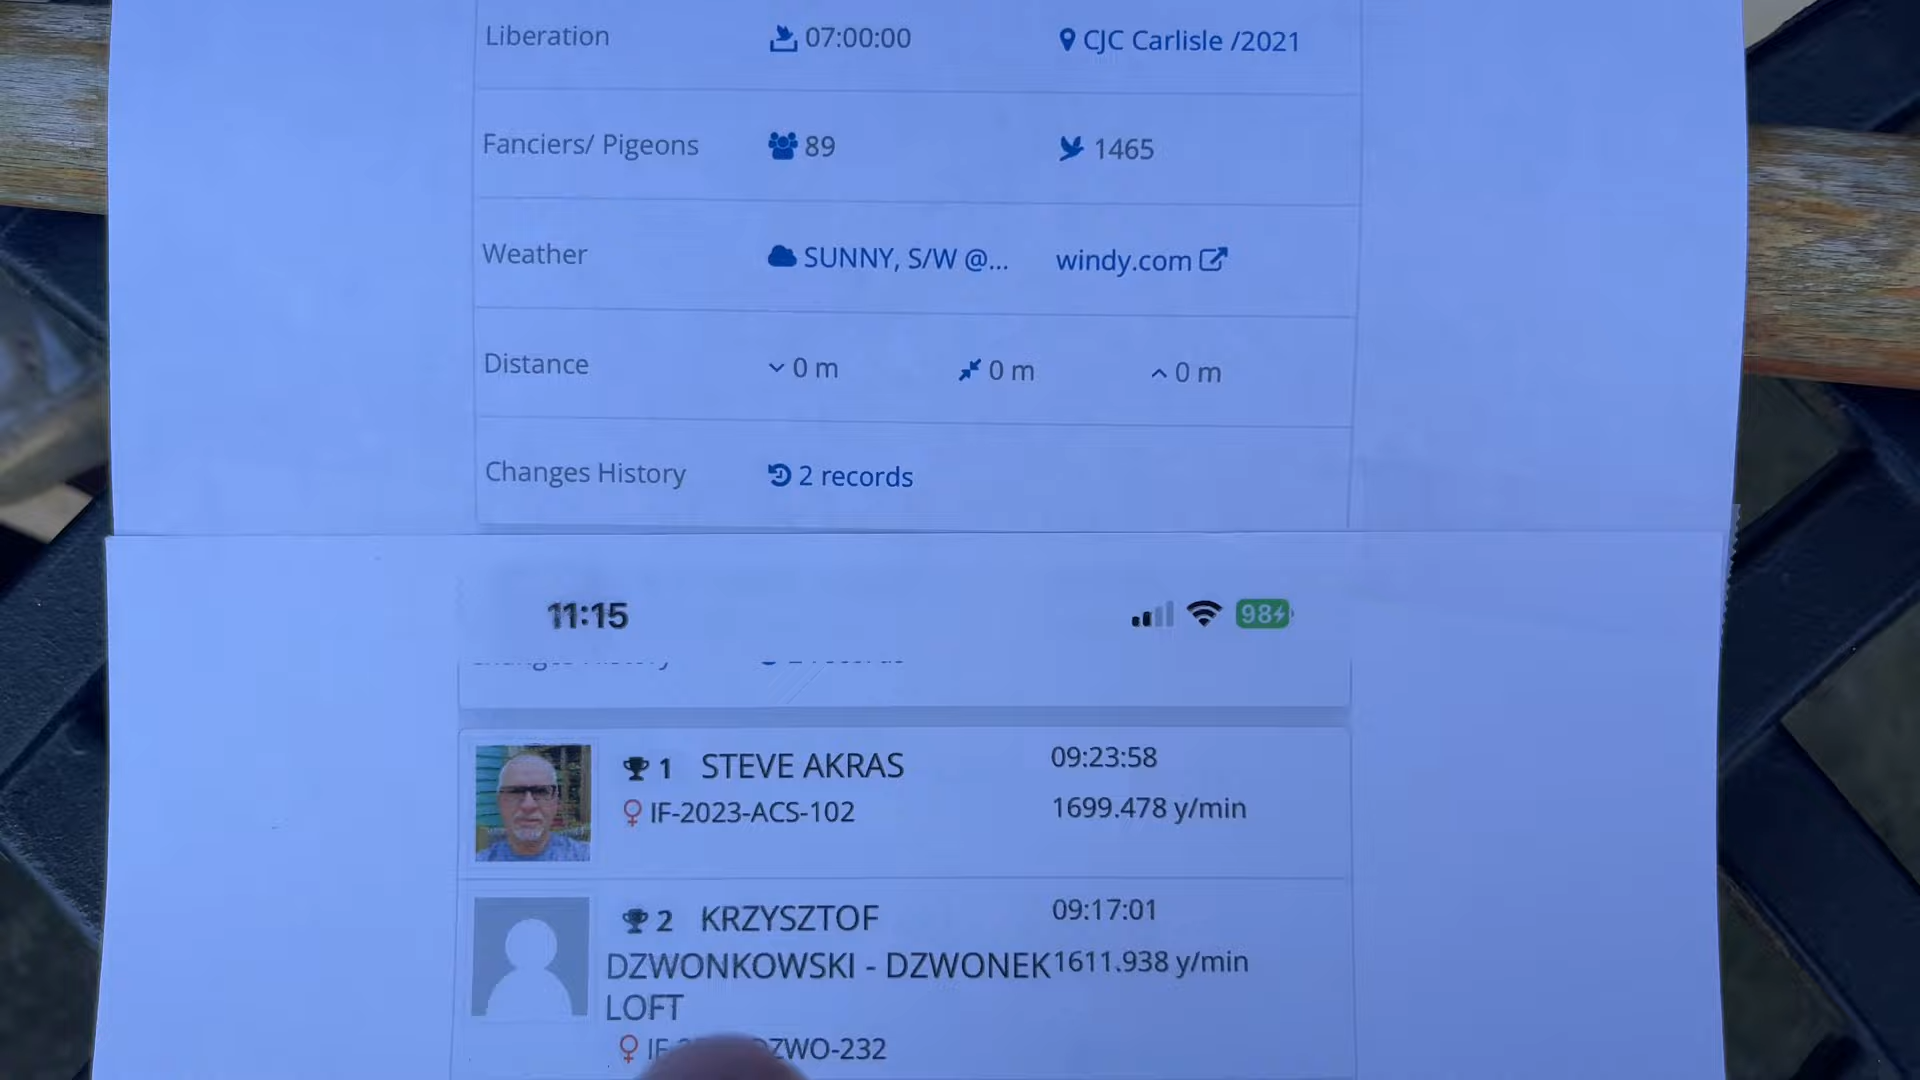 Liberation 07:00:00 CJC Carlisle /2021
Fanciers/ Pigeons 89 1465
Weather SUNNY, S/W @... windy.com
Distance 0 m 0 m 0 m
Changes History 2 records
11:15 98
1 STEVE AKRAS 09:23:58
IF-2023-ACS-102 1699.478 y/min
2 KRZYSZTOF 09:17:01
DZWONKOWSKI - DZWONEK 1611.938 y/min
LOFT